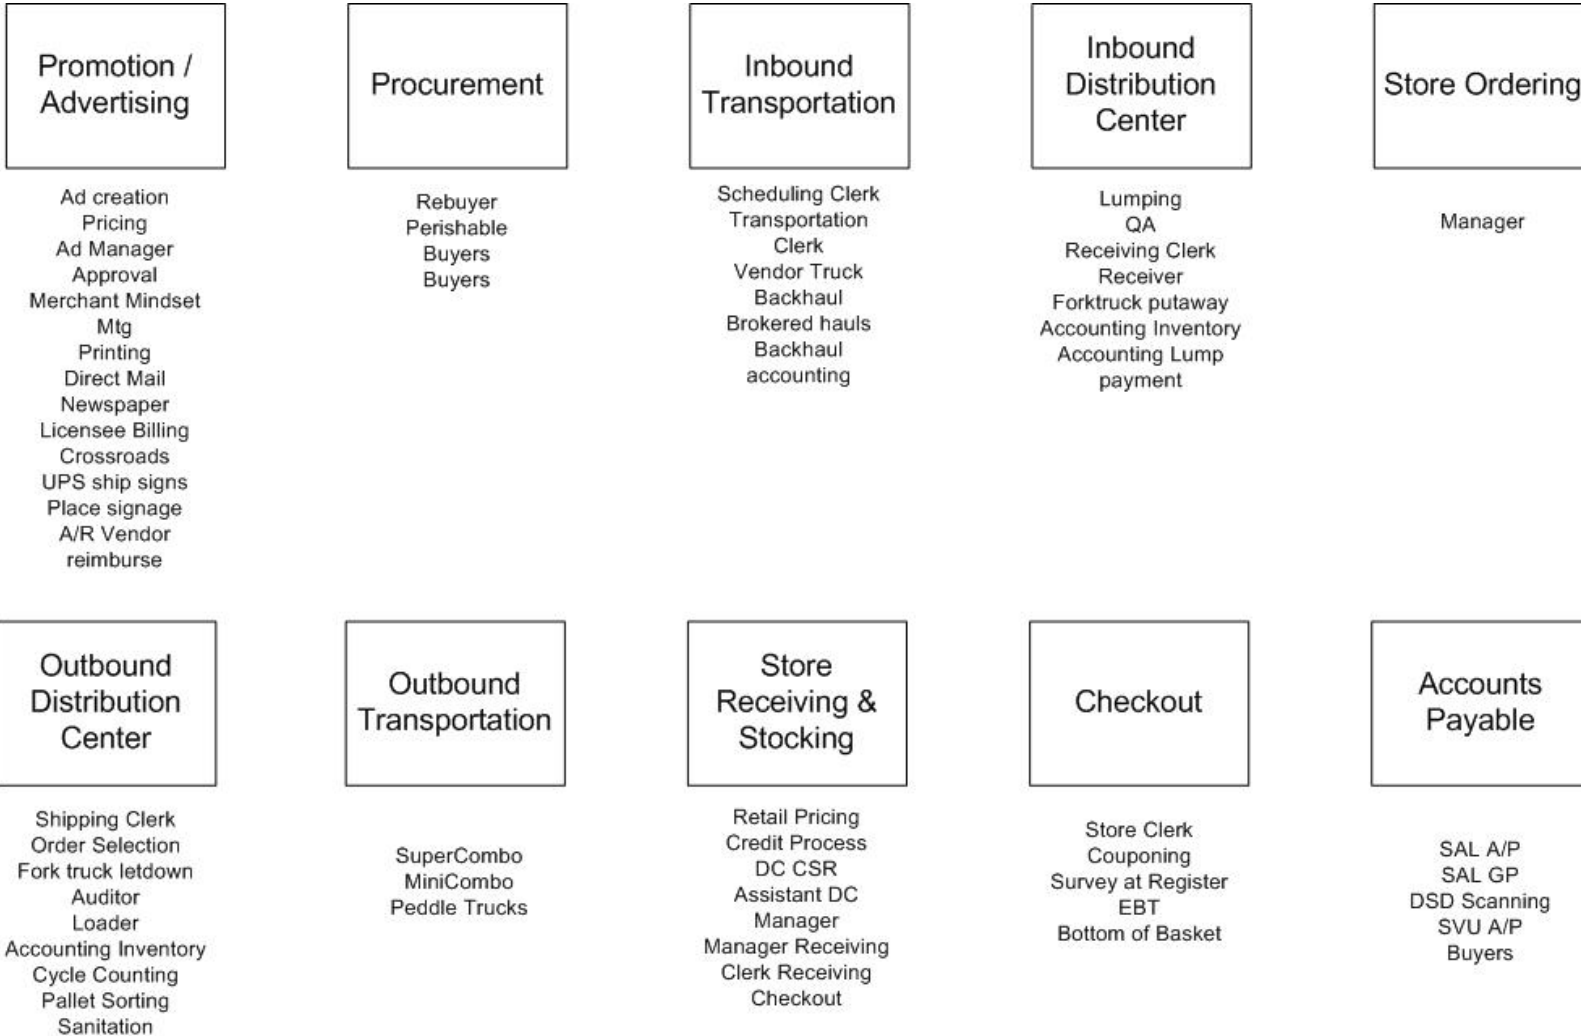 Promotion /
Advertising
Ad creation
Pricing
Ad Manager
Approval
Merchant Mindset
Mtg
Printing
Direct Mail
Newspaper
Licensee Billing
Crossroads
UPS ship signs
Place signage
A/R Vendor
reimburse
Procurement
Rebuyer
Perishable
Buyers
Buyers
Inbound
Transportation
Scheduling Clerk
Transportation
Clerk
Vendor Truck
Backhaul
Brokered hauls
Backhaul
accounting
Inbound
Distribution
Center
Lumping
QA
Receiving Clerk
Receiver
Forktruck putaway
Accounting Inventory
Accounting Lump
payment
Store Ordering
Manager
Outbound
Distribution
Center
Shipping Clerk
Order Selection
Fork truck letdown
Auditor
Loader
Accounting Inventory
Cycle Counting
Pallet Sorting
Sanitation
Outbound
Transportation
SuperCombo
MiniCombo
Peddle Trucks
Store
Receiving &
Stocking
Retail Pricing
Credit Process
DC CSR
Assistant DC
Manager
Manager Receiving
Clerk Receiving
Checkout
Checkout
Store Clerk
Couponing
Survey at Register
EBT
Bottom of Basket
Accounts
Payable
SAL A/P
SAL GP
DSD Scanning
SVU A/P
Buyers